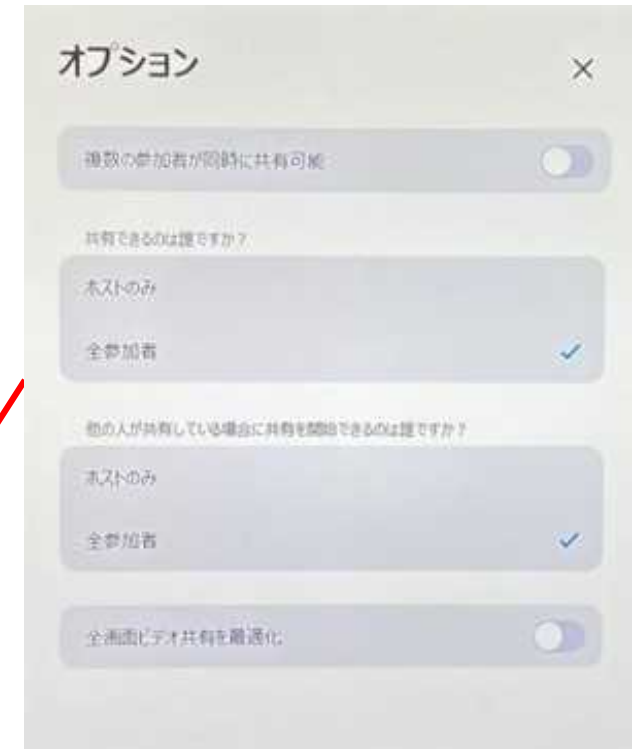 オプション
複数の参加者が同時に共有可能
共有できるのは誰ですか？
ホストのみ
全参加者
他の人が共有している場合に共有を開始できるのは誰ですか？
ホストのみ
全参加者
全画面ビデオ共有を最適化